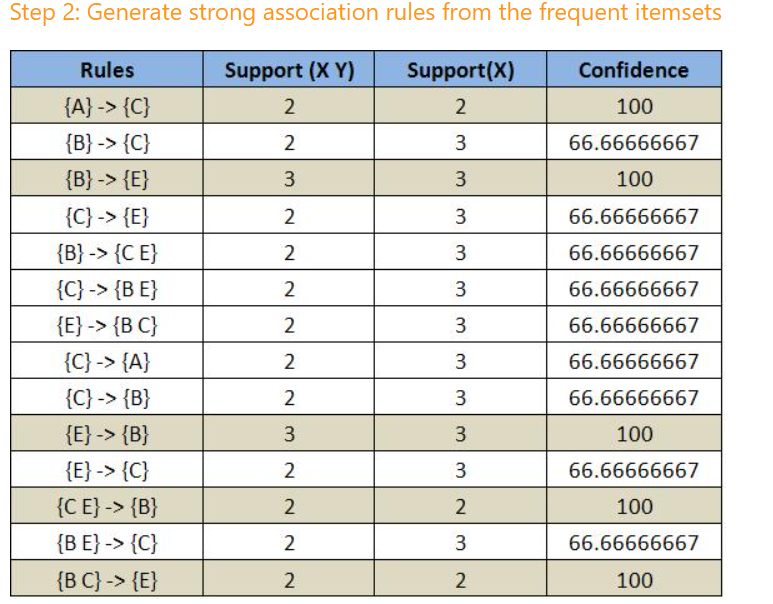 Step 2: Generate strong association rules from the frequent itemsets
Rules Support (X Y) Support(X) Confidence
{A} -> {C} 2 2 100
{B} -> {C} 2 3 66.66666667
{B} -> {E} 3 3 100
{C} -> {E} 2 3 66.66666667
{B} -> {C E} 2 3 66.66666667
{C} -> {B E} 2 3 66.66666667
{E} -> {B C} 2 3 66.66666667
{C} -> {A} 2 3 66.66666667
{C} -> {B} 2 3 66.66666667
{E} -> {B} 3 3 100
{E} -> {C} 2 3 66.66666667
{C E} -> {B} 2 2 100
{B E} -> {C} 2 3 66.66666667
{B C} -> {E} 2 2 100